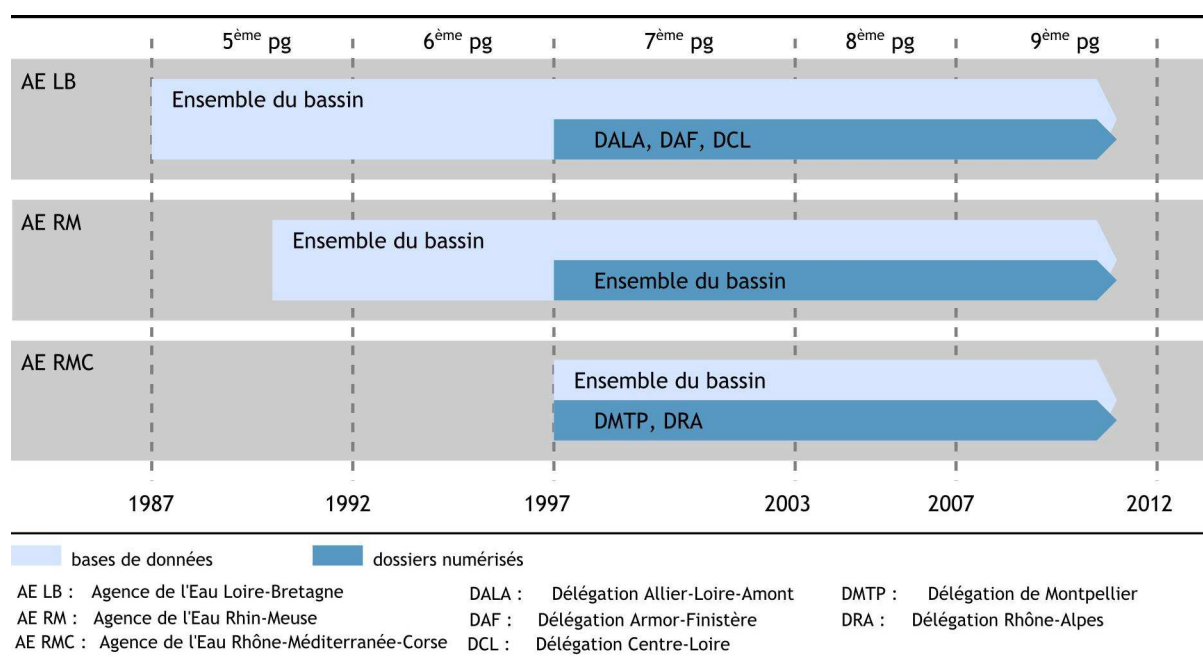 5ème pg 6ème pg 7ème pg 8ème pg 9ème pg
AE LB
Ensemble du bassin
DALA, DAF, DCL
AE RM
Ensemble du bassin
Ensemble du bassin
AE RMC
Ensemble du bassin
DMTP, DRA
1987 1992 1997 2003 2007 2012
bases de données dossiers numérisés
AE LB : Agence de l'Eau Loire-Bretagne DALA : Délégation Allier-Loire-Amont DMTP : Délégation de Montpellier
AE RM : Agence de l'Eau Rhin-Meuse DAF : Délégation Armor-Finistère DRA : Délégation Rhône-Alpes
AE RMC : Agence de l'Eau Rhône-Méditerranée-Corse DCL : Délégation Centre-Loire